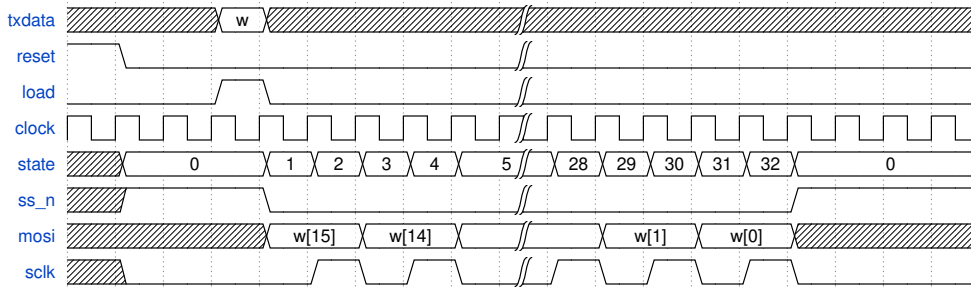 txdata w
reset
load
clock
state 0 1 2 3 4 5 28 29 30 31 32 0
ss_n
mosi w[15] w[14] w[1] w[0]
sclk